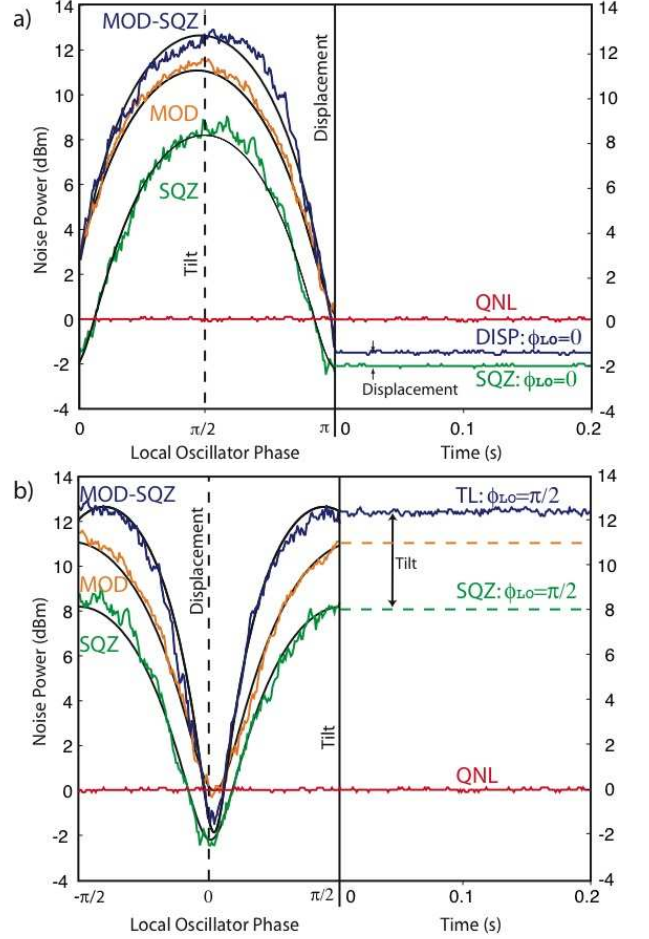 a)
14
12
10
8
6
4
2
0
-2
-4
Noise Power (dBm)
MOD-SQZ
MOD
SQZ
Tilt
Displacement
QNL
DISP: ϕLO=0
Displacement
SQZ: ϕLO=0
14
12
10
8
6
4
2
0
-2
-4
0 π/2 π 0 0.1 0.2
Local Oscillator Phase Time (s)
b)
14
12
10
8
6
4
2
0
-2
-4
Noise Power (dBm)
MOD-SQZ
MOD
SQZ
Displacement
Tilt
TL: ϕLO=π/2
Tilt
SQZ: ϕLO=π/2
QNL
14
12
10
8
6
4
2
0
-2
-4
-π/2 0 π/2 0 0.1 0.2
Local Oscillator Phase Time (s)